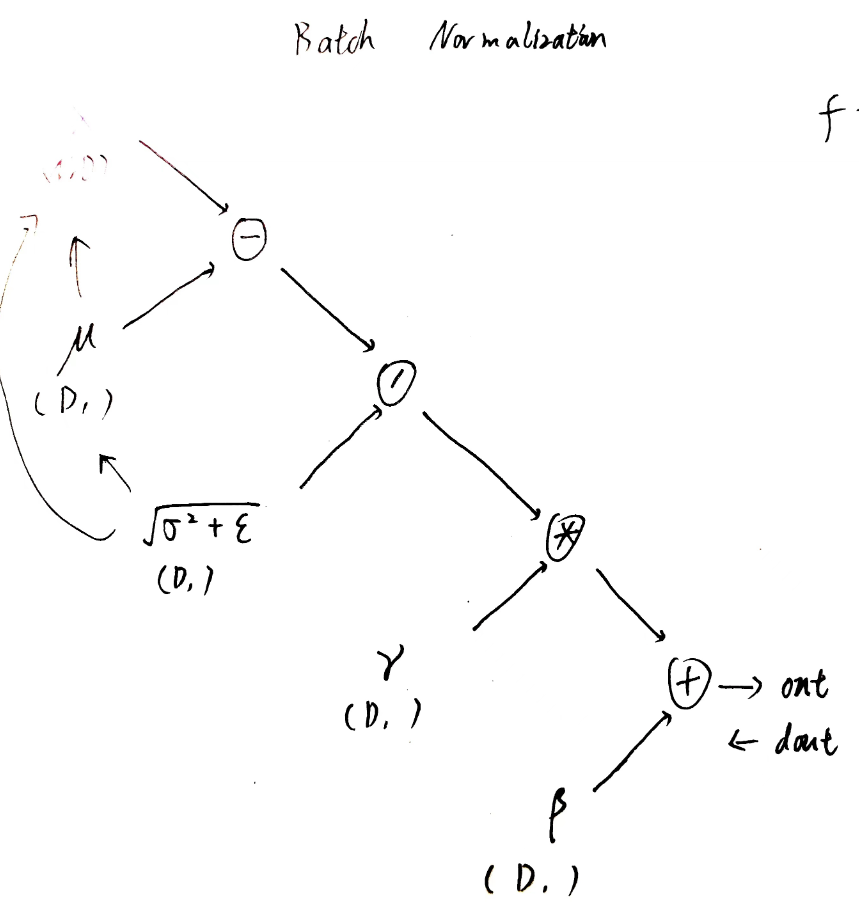 Batch Normalization
f
−
μ
(D,)
/
√σ² + ε
(D,)
*
γ
(D,)
+ → out
← dout
β
(D,)